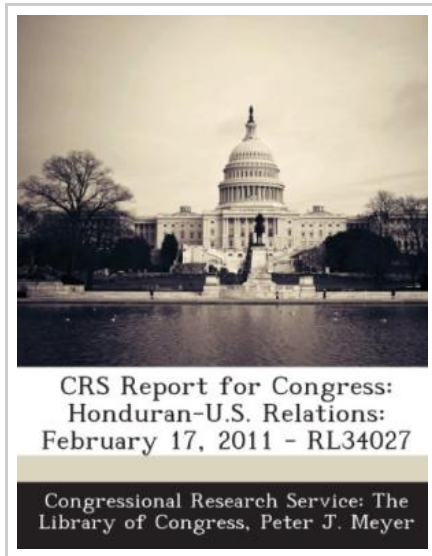 CRS Report for Congress:
Honduran-U.S. Relations:
February 17, 2011 - RL34027
Congressional Research Service: The
Library of Congress, Peter J. Meyer